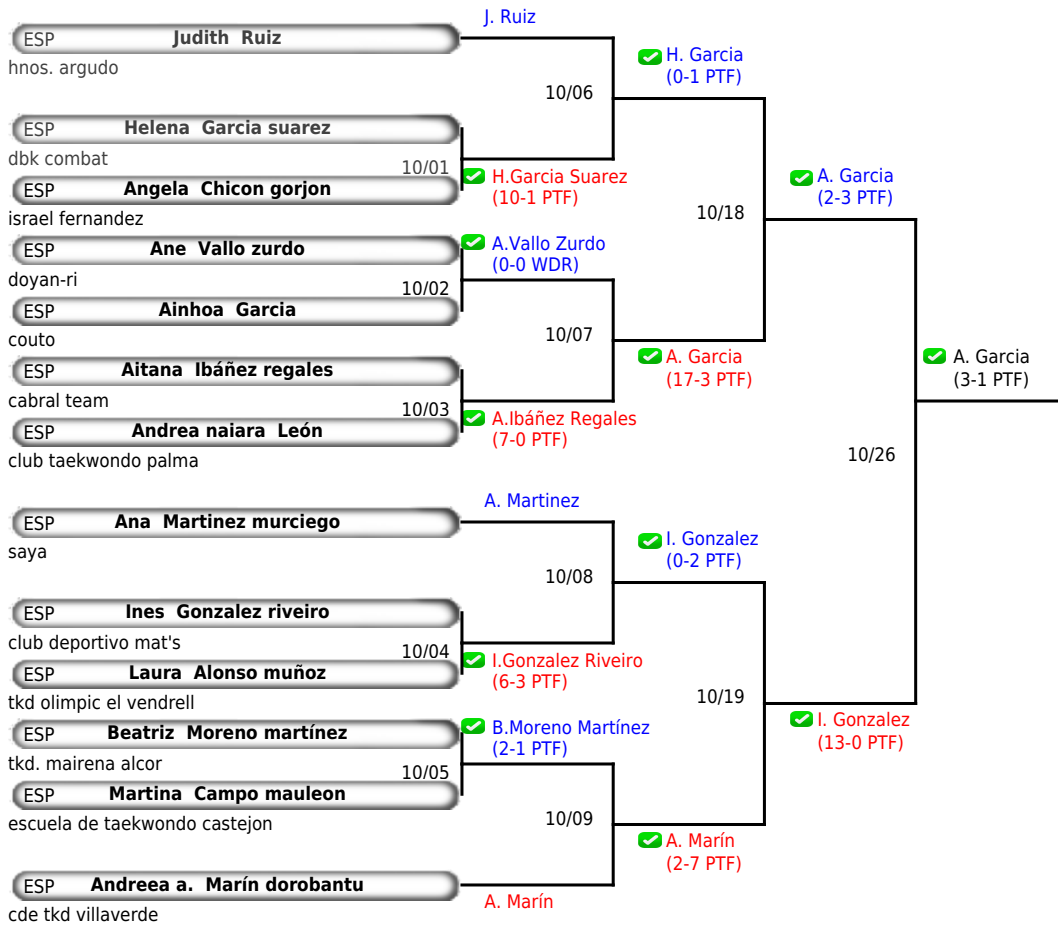 J. Ruiz
ESP Judith Ruiz
hnos. argudo
H. Garcia
(0-1 PTF)
10/06
ESP Helena Garcia suarez
dbk combat
10/01
H.Garcia Suarez
(10-1 PTF)
ESP Angela Chicon gorjon
israel fernandez
A. Garcia
(2-3 PTF)
10/18
ESP Ane Vallo zurdo
doyan-ri
A.Vallo Zurdo
(0-0 WDR)
10/02
ESP Ainhoa Garcia
couto
10/07
A. Garcia
(17-3 PTF)
ESP Aitana Ibáñez regales
cabral team
10/03
A.Ibáñez Regales
(7-0 PTF)
ESP Andrea naiara León
club taekwondo palma
A. Garcia
(3-1 PTF)
10/26
A. Martinez
ESP Ana Martinez murciego
saya
I. Gonzalez
(0-2 PTF)
10/08
ESP Ines Gonzalez riveiro
club deportivo mat's
10/04
I.Gonzalez Riveiro
(6-3 PTF)
ESP Laura Alonso muñoz
tkd olimpic el vendrell
10/19
I. Gonzalez
(13-0 PTF)
ESP Beatriz Moreno martínez
tkd. mairena alcor
B.Moreno Martínez
(2-1 PTF)
10/05
ESP Martina Campo mauleon
escuela de taekwondo castejon
10/09
A. Marín
(2-7 PTF)
ESP Andreea a. Marín dorobantu
cde tkd villaverde
A. Marín